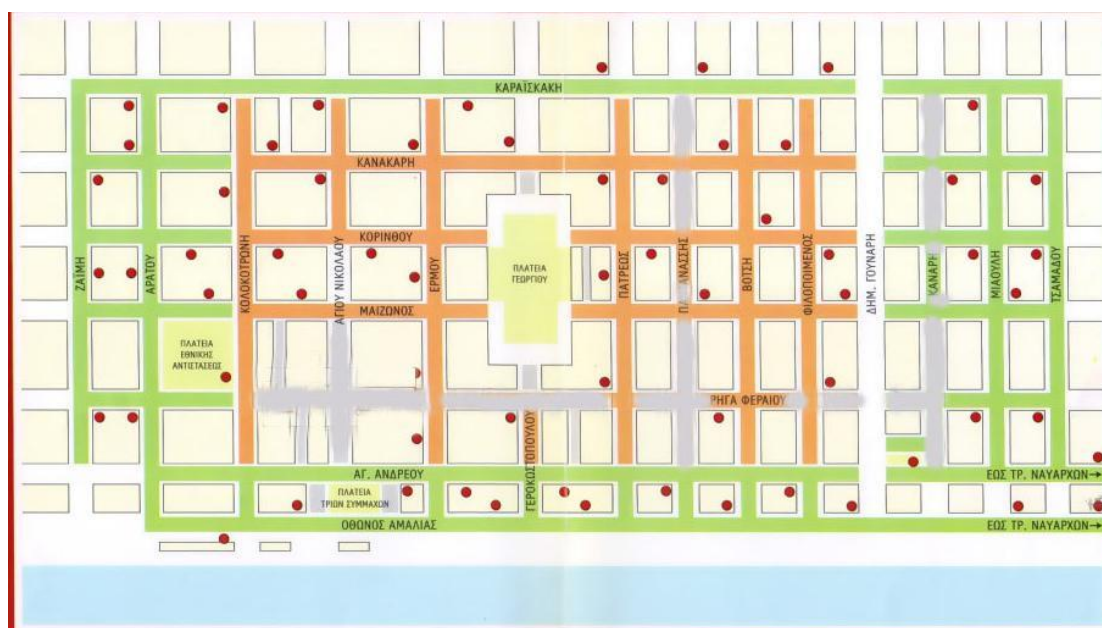 ΚΑΡΑΪΣΚΑΚΗ
ΚΑΝΑΚΑΡΗ
ΚΟΡΙΝΘΟΥ
ΜΑΙΖΩΝΟΣ
ΖΑΪΜΗ
ΑΡΑΤΟΥ
ΚΟΛΟΚΟΤΡΩΝΗ
ΑΓΙΟΥ ΝΙΚΟΛΑΟΥ
ΕΡΜΟΥ
ΠΛΑΤΕΙΑ
ΓΕΩΡΓΙΟΥ
ΠΑΤΡΕΩΣ
ΒΟΤΣΗ
ΦΙΛΟΠΟΙΜΕΝΟΣ
ΔΗΜ. ΓΟΥΝΑΡΗ
ΚΑΝΑΡΗ
ΜΙΑΟΥΛΗ
ΤΣΑΜΑΔΟΥ
ΠΛΑΤΕΙΑ
ΕΘΝΙΚΗΣ
ΑΝΤΙΣΤΑΣΕΩΣ
ΡΗΓΑ ΦΕΡΑΙΟΥ
ΓΕΡΟΚΩΣΤΟΠΟΥΛΟΥ
ΑΓ. ΑΝΔΡΕΟΥ
ΕΩΣ ΤΡ. ΝΑΥΑΡΧΩΝ→
ΠΛΑΤΕΙΑ
ΤΡΙΩΝ ΣΥΜΜΑΧΩΝ
ΟΘΩΝΟΣ ΑΜΑΛΙΑΣ
ΕΩΣ ΤΡ. ΝΑΥΑΡΧΩΝ→